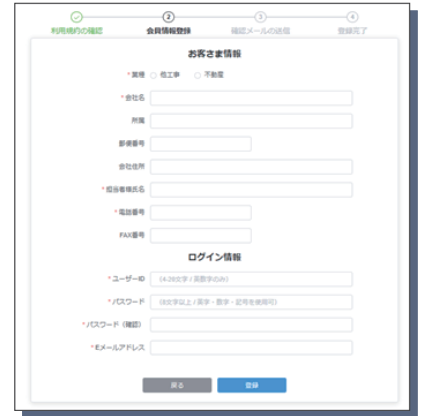 ✓ ② ③ ④
利用規約の確認 会員情報登録 確認メールの送信 登録完了
お客さま情報
*業種 ○ 他工事 ○ 不動産
*会社名
所属
郵便番号
会社住所
*担当者様氏名
*電話番号
FAX番号
ログイン情報
*ユーザーID (4-20文字 / 英数字のみ)
*パスワード (8文字以上 / 英字・数字・記号を使用可)
*パスワード（確認）
*Eメールアドレス
戻る 登録